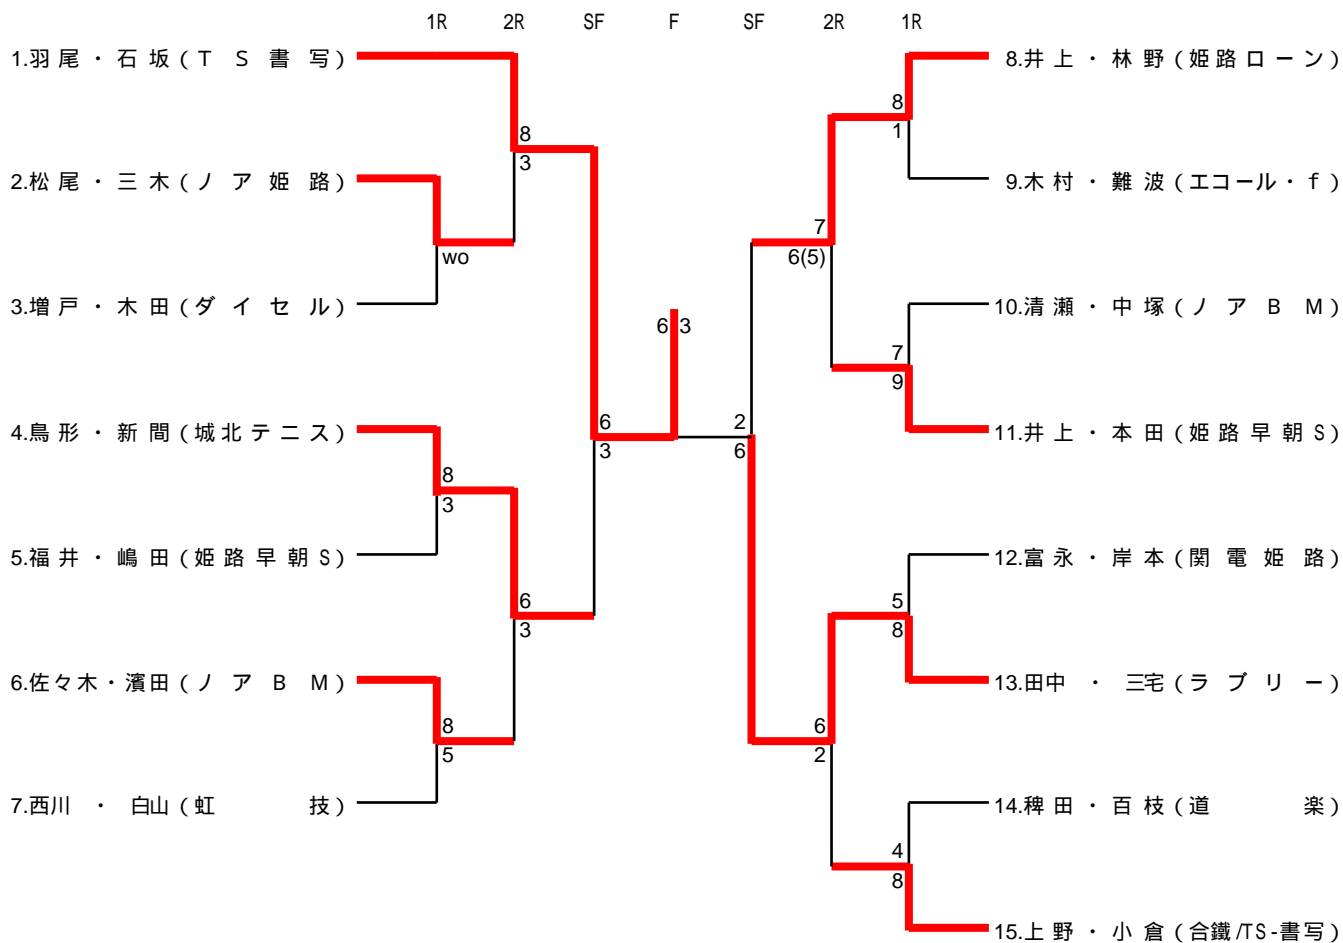 1R 2R SF F SF 2R 1R
1.羽尾・石坂(TS書写)
8.井上・林野(姫路ローン)
8
3
8
1
2.松尾・三木(ノア姫路)
9.木村・難波(エコール・f)
wo
7
6(5)
3.増戸・木田(ダイセル)
10.清瀬・中塚(ノアBM)
6 3
7
9
4.鳥形・新間(城北テニス)
11.井上・本田(姫路早朝S)
6
3
2
6
8
3
5.福井・嶋田(姫路早朝S)
12.富永・岸本(関電姫路)
6
3
5
8
6.佐々木・濱田(ノアBM)
13.田中・三宅(ラブリー)
8
5
6
2
7.西川・白山(虹技)
14.稗田・百枝(道楽)
4
8
15.上野・小倉(合鐵/TS-書写)